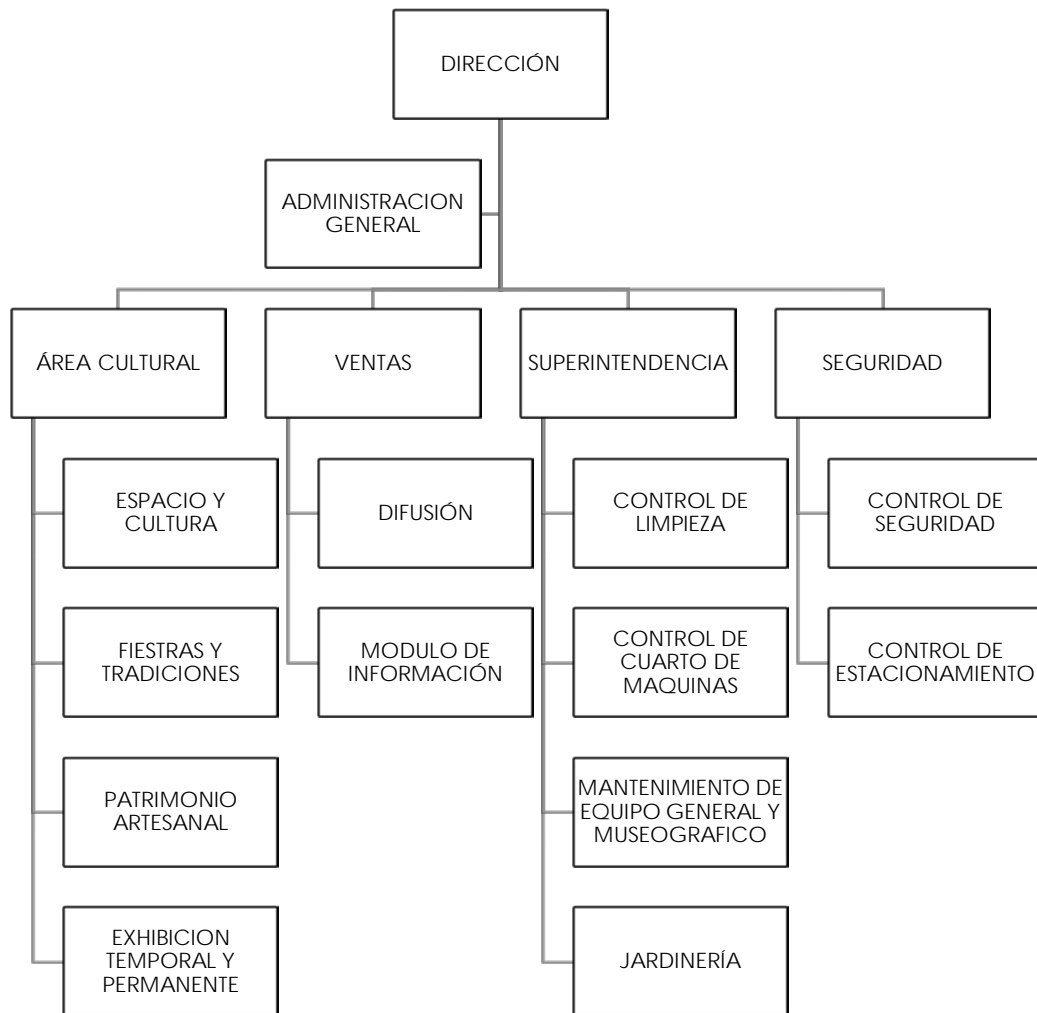 DIRECCIÓN
ADMINISTRACION
GENERAL
ÁREA CULTURAL
VENTAS
SUPERINTENDENCIA
SEGURIDAD
ESPACIO Y
CULTURA
DIFUSIÓN
CONTROL DE
LIMPIEZA
CONTROL DE
SEGURIDAD
FIESTRAS Y
TRADICIONES
MODULO DE
INFORMACIÓN
CONTROL DE
CUARTO DE
MAQUINAS
CONTROL DE
ESTACIONAMIENTO
PATRIMONIO
ARTESANAL
MANTENIMIENTO DE
EQUIPO GENERAL Y
MUSEOGRAFICO
EXHIBICION
TEMPORAL Y
PERMANENTE
JARDINERÍA